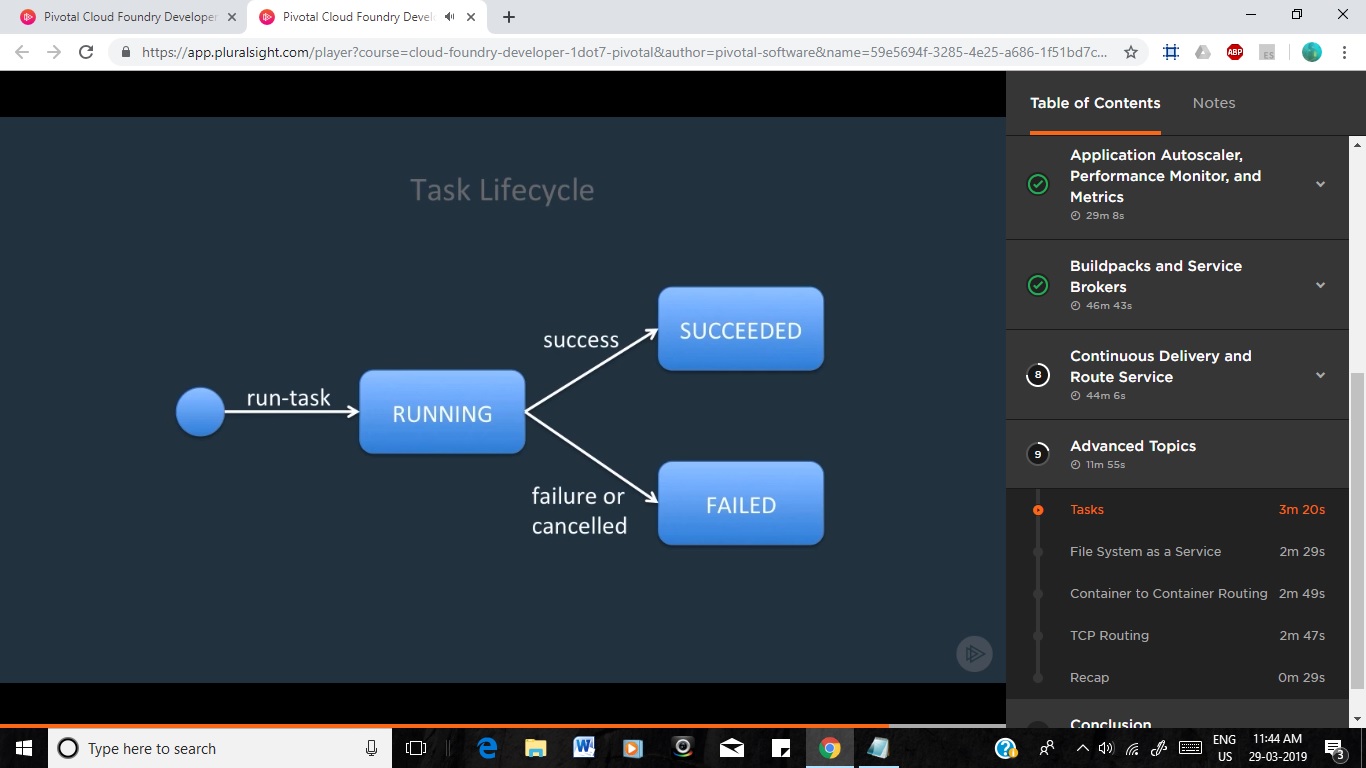 Pivotal Cloud Foundry Developer
Pivotal Cloud Foundry Devel
https://app.pluralsight.com/player?course=cloud-foundry-developer-1dot7-pivotal&author=pivotal-software&name=59e5694f-3285-4e25-a686-1f51bd7c...
ABP
ES
Task Lifecycle
run-task
RUNNING
success
SUCCEEDED
failure or
cancelled
FAILED
Table of Contents
Notes
Application Autoscaler,
Performance Monitor, and
Metrics
29m 8s
Buildpacks and Service
Brokers
46m 43s
8
Continuous Delivery and
Route Service
44m 6s
9
Advanced Topics
11m 55s
Tasks 3m 20s
File System as a Service 2m 29s
Container to Container Routing 2m 49s
TCP Routing 2m 47s
Recap 0m 29s
Conclusion
Type here to search
ENG
US
11:44 AM
29-03-2019
3